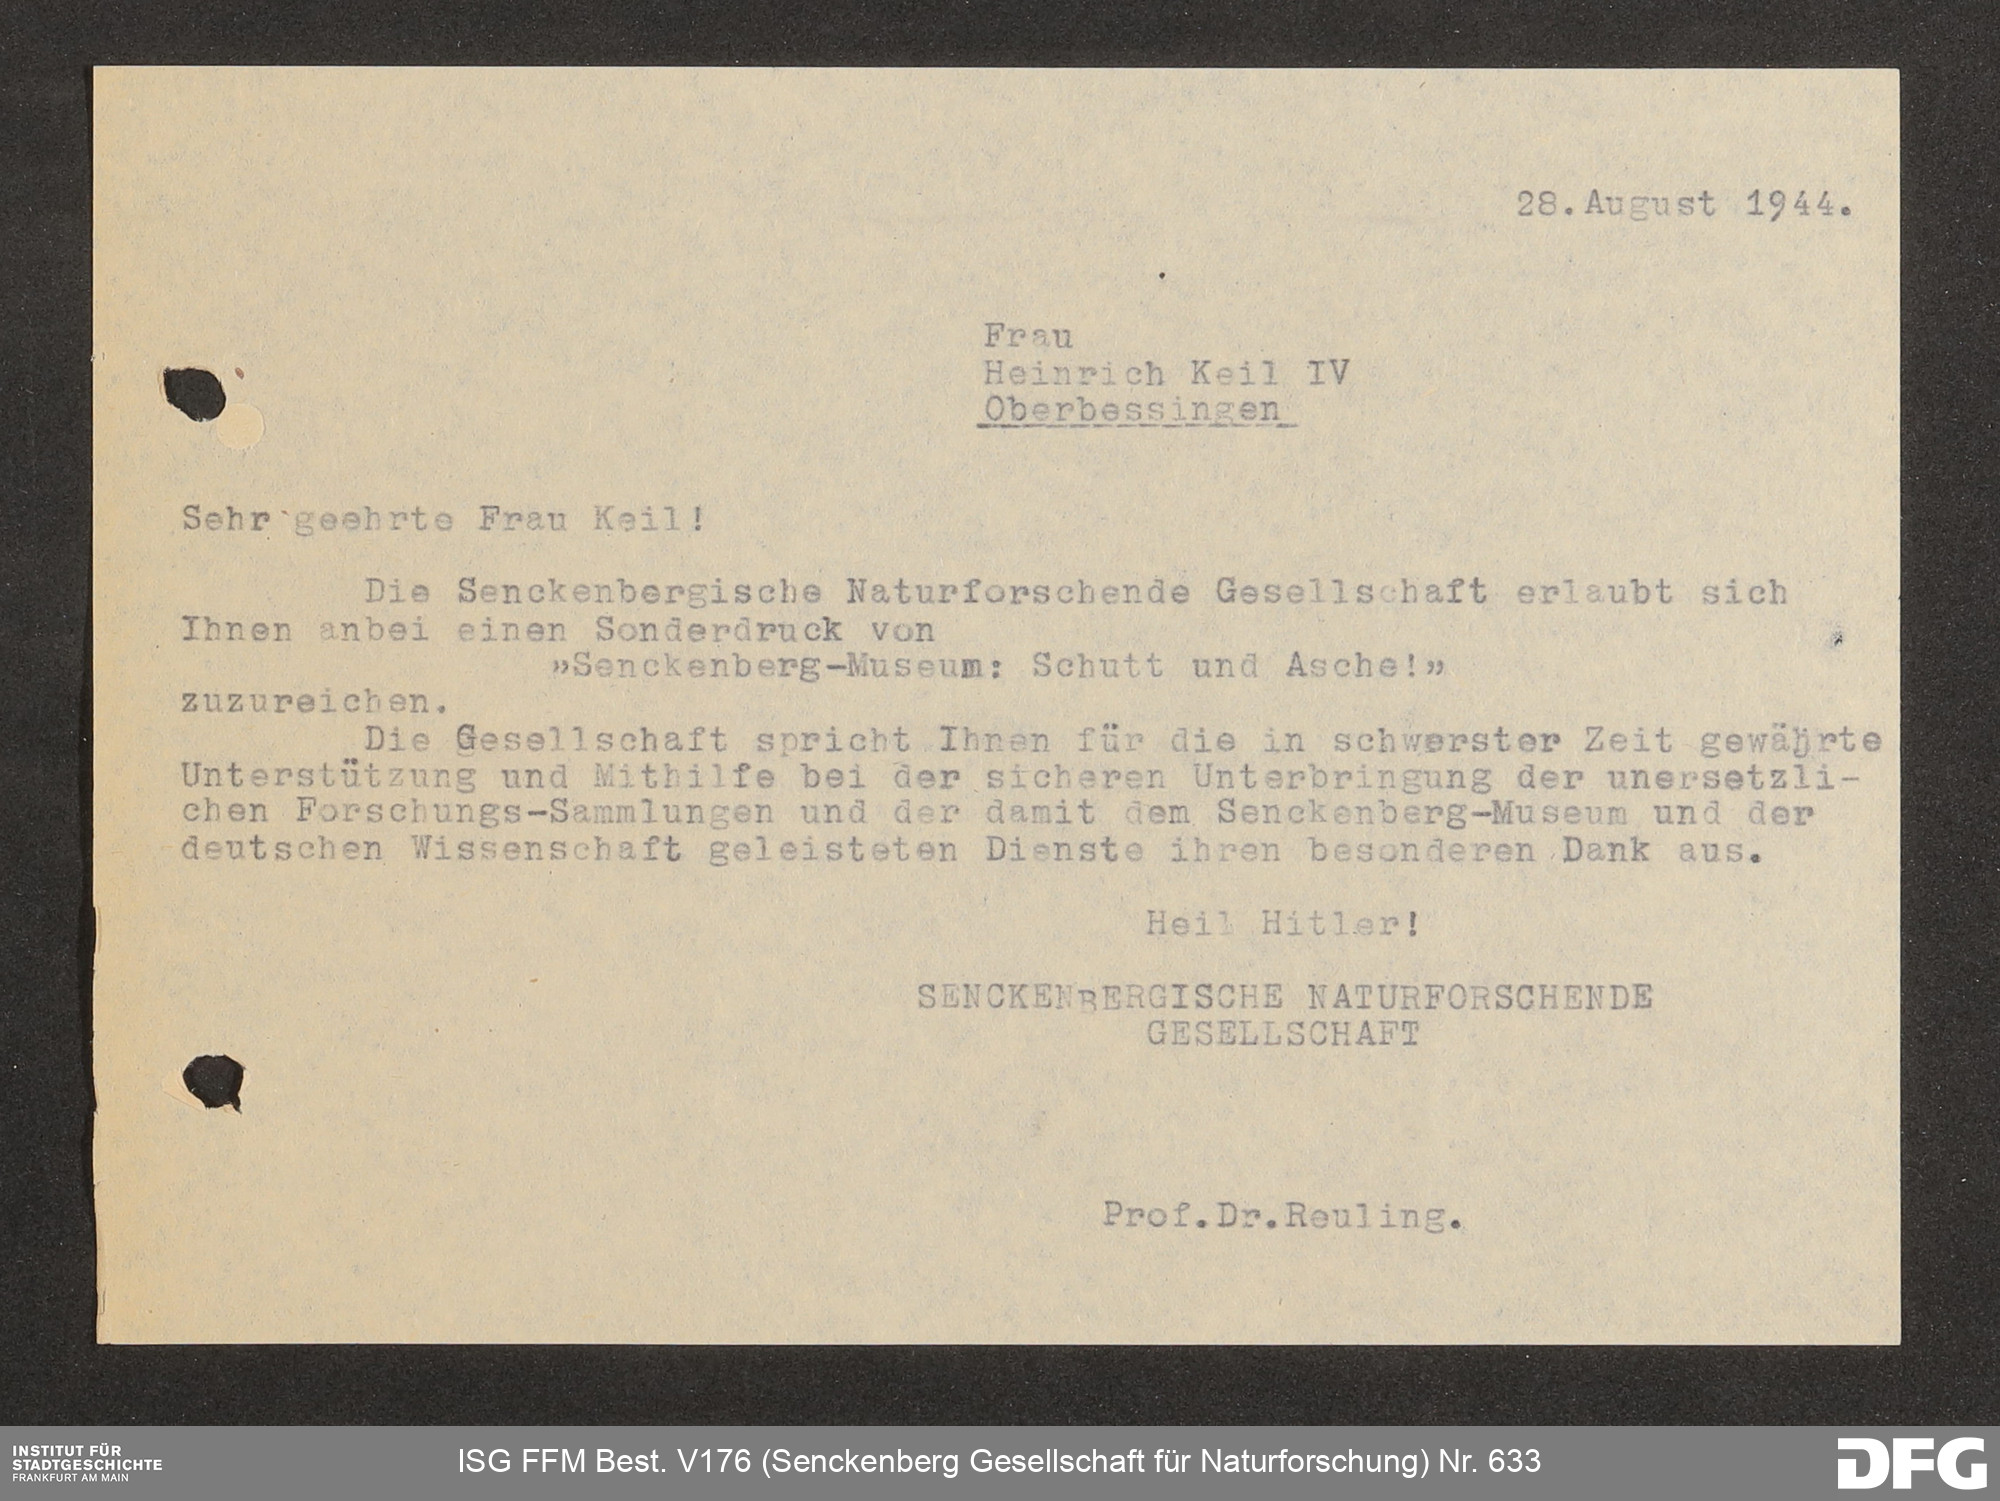 28.August 1944.
Frau
Heinrich Keil IV
Oberbessingen
Sehr geehrte Frau Keil!
Die Senckenbergische Naturforschende Gesellschaft erlaubt sich
Ihnen anbei einen Sonderdruck von
"Senckenberg-Museum: Schutt und Asche!"
zuzureichen.
Die Gesellschaft spricht Ihnen für die in schwerster Zeit gewährte
Unterstützung und Mithilfe bei der sicheren Unterbringung der unersetzli-
chen Forschungs-Sammlungen und der damit dem Senckenberg-Museum und der
deutschen Wissenschaft geleisteten Dienste ihren besonderen Dank aus.
Heil Hitler!
SENCKENBERGISCHE NATURFORSCHENDE
GESELLSCHAFT
Prof.Dr.Reuling.
INSTITUT FÜR
STADTGESCHICHTE
FRANKFURT AM MAIN
ISG FFM Best. V176 (Senckenberg Gesellschaft für Naturforschung) Nr. 633
DFG